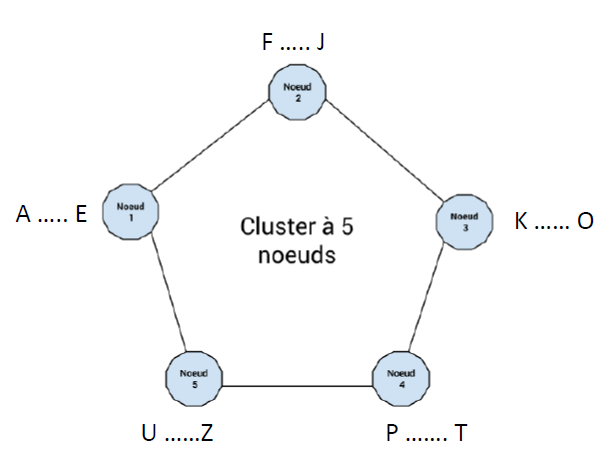 F ..... J
Noeud
2
A ..... E
Noeud
1
Cluster à 5
noeuds
Noeud
3
K ...... O
Noeud
5
Noeud
4
U ......Z
P ....... T